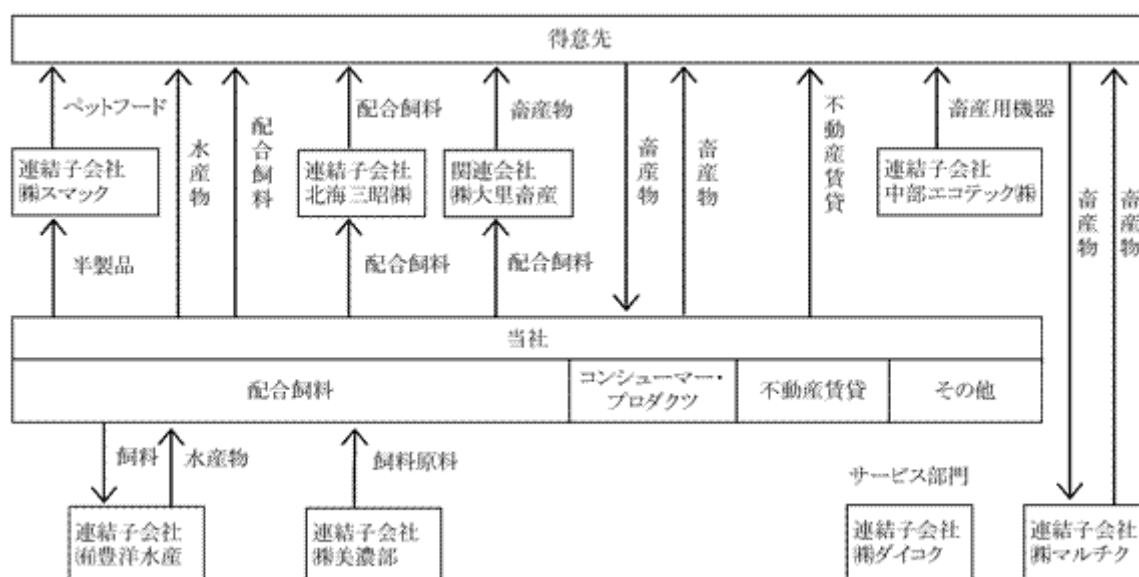 得意先
ペットフード
水産物
配合飼料
配合飼料
畜産物
畜産物
畜産物
不動産賃貸
畜産用機器
畜産物
畜産物
連結子会社
㈱スマック
連結子会社
北海三昭㈱
関連会社
㈱大里畜産
連結子会社
中部エコテック㈱
半製品
配合飼料
配合飼料
当社
配合飼料
コンシューマー・
プロダクツ
不動産賃貸
その他
飼料
水産物
飼料原料
サービス部門
連結子会社
㈲豊洋水産
連結子会社
㈱美濃部
連結子会社
㈱ダイコク
連結子会社
㈱マルチク